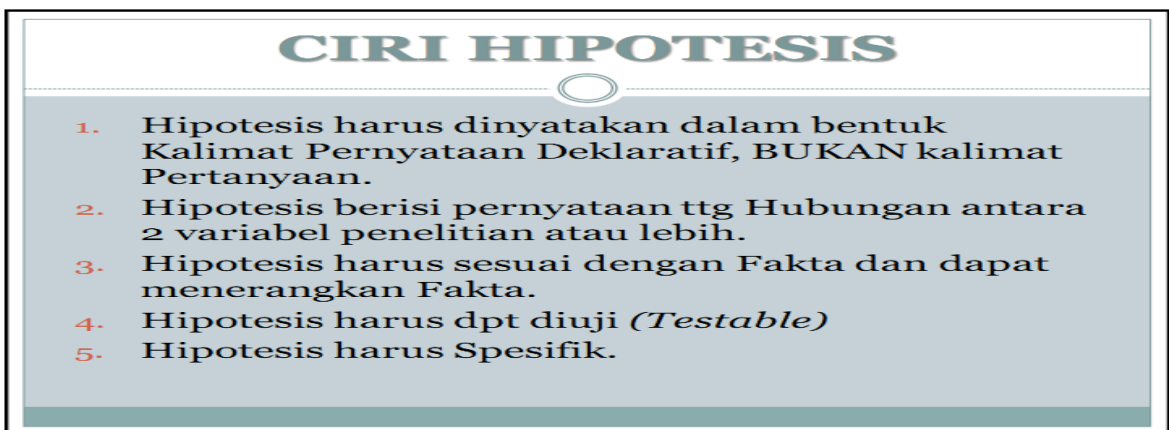 CIRI HIPOTESIS
1. Hipotesis harus dinyatakan dalam bentuk
Kalimat Pernyataan Deklaratif, BUKAN kalimat
Pertanyaan.
2. Hipotesis berisi pernyataan ttg Hubungan antara
2 variabel penelitian atau lebih.
3. Hipotesis harus sesuai dengan Fakta dan dapat
menerangkan Fakta.
4. Hipotesis harus dpt diuji (Testable)
5. Hipotesis harus Spesifik.